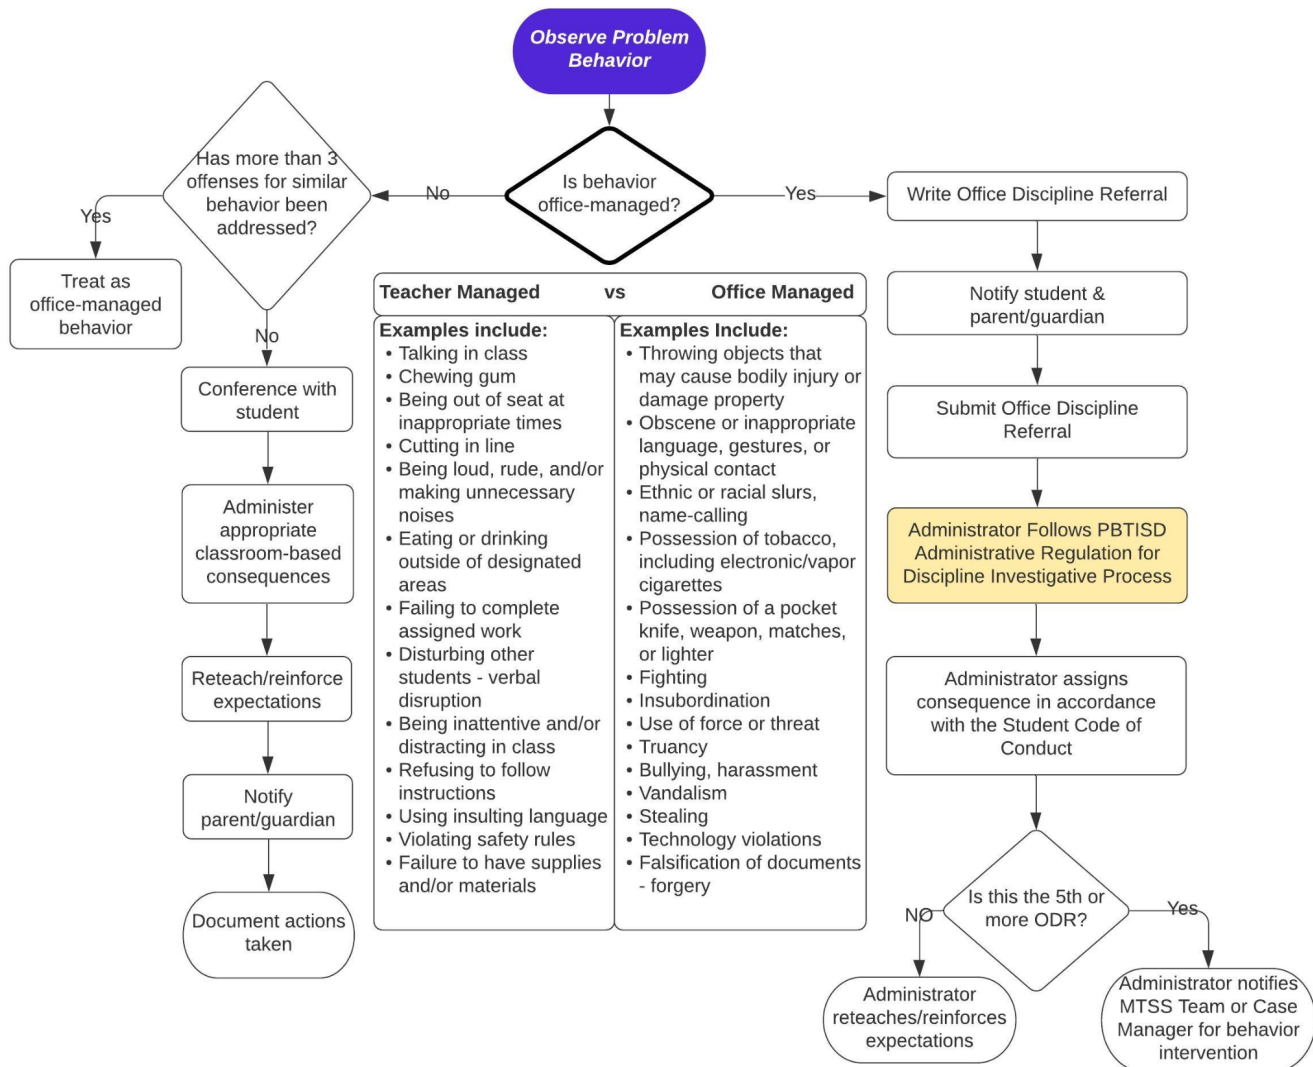 Observe Problem
Behavior
Is behavior
office-managed?
No
Yes
Has more than 3
offenses for similar
behavior been
addressed?
Yes
Treat as
office-managed
behavior
No
Conference with
student
Administer
appropriate
classroom-based
consequences
Reteach/reinforce
expectations
Notify
parent/guardian
Document actions
taken
Teacher Managed vs Office Managed
Examples include:
• Talking in class
• Chewing gum
• Being out of seat at
inappropriate times
• Cutting in line
• Being loud, rude, and/or
making unnecessary
noises
• Eating or drinking
outside of designated
areas
• Failing to complete
assigned work
• Disturbing other
students - verbal
disruption
• Being inattentive and/or
distracting in class
• Refusing to follow
instructions
• Using insulting language
• Violating safety rules
• Failure to have supplies
and/or materials
Examples Include:
• Throwing objects that
may cause bodily injury or
damage property
• Obscene or inappropriate
language, gestures, or
physical contact
• Ethnic or racial slurs,
name-calling
• Possession of tobacco,
including electronic/vapor
cigarettes
• Possession of a pocket
knife, weapon, matches,
or lighter
• Fighting
• Insubordination
• Use of force or threat
• Truancy
• Bullying, harassment
• Vandalism
• Stealing
• Technology violations
• Falsification of documents
- forgery
Write Office Discipline Referral
Notify student &
parent/guardian
Submit Office Discipline
Referral
Administrator Follows PBTISD
Administrative Regulation for
Discipline Investigative Process
Administrator assigns
consequence in accordance
with the Student Code of
Conduct
Is this the 5th or
more ODR?
NO
Yes
Administrator
reteaches/reinforces
expectations
Administrator notifies
MTSS Team or Case
Manager for behavior
intervention